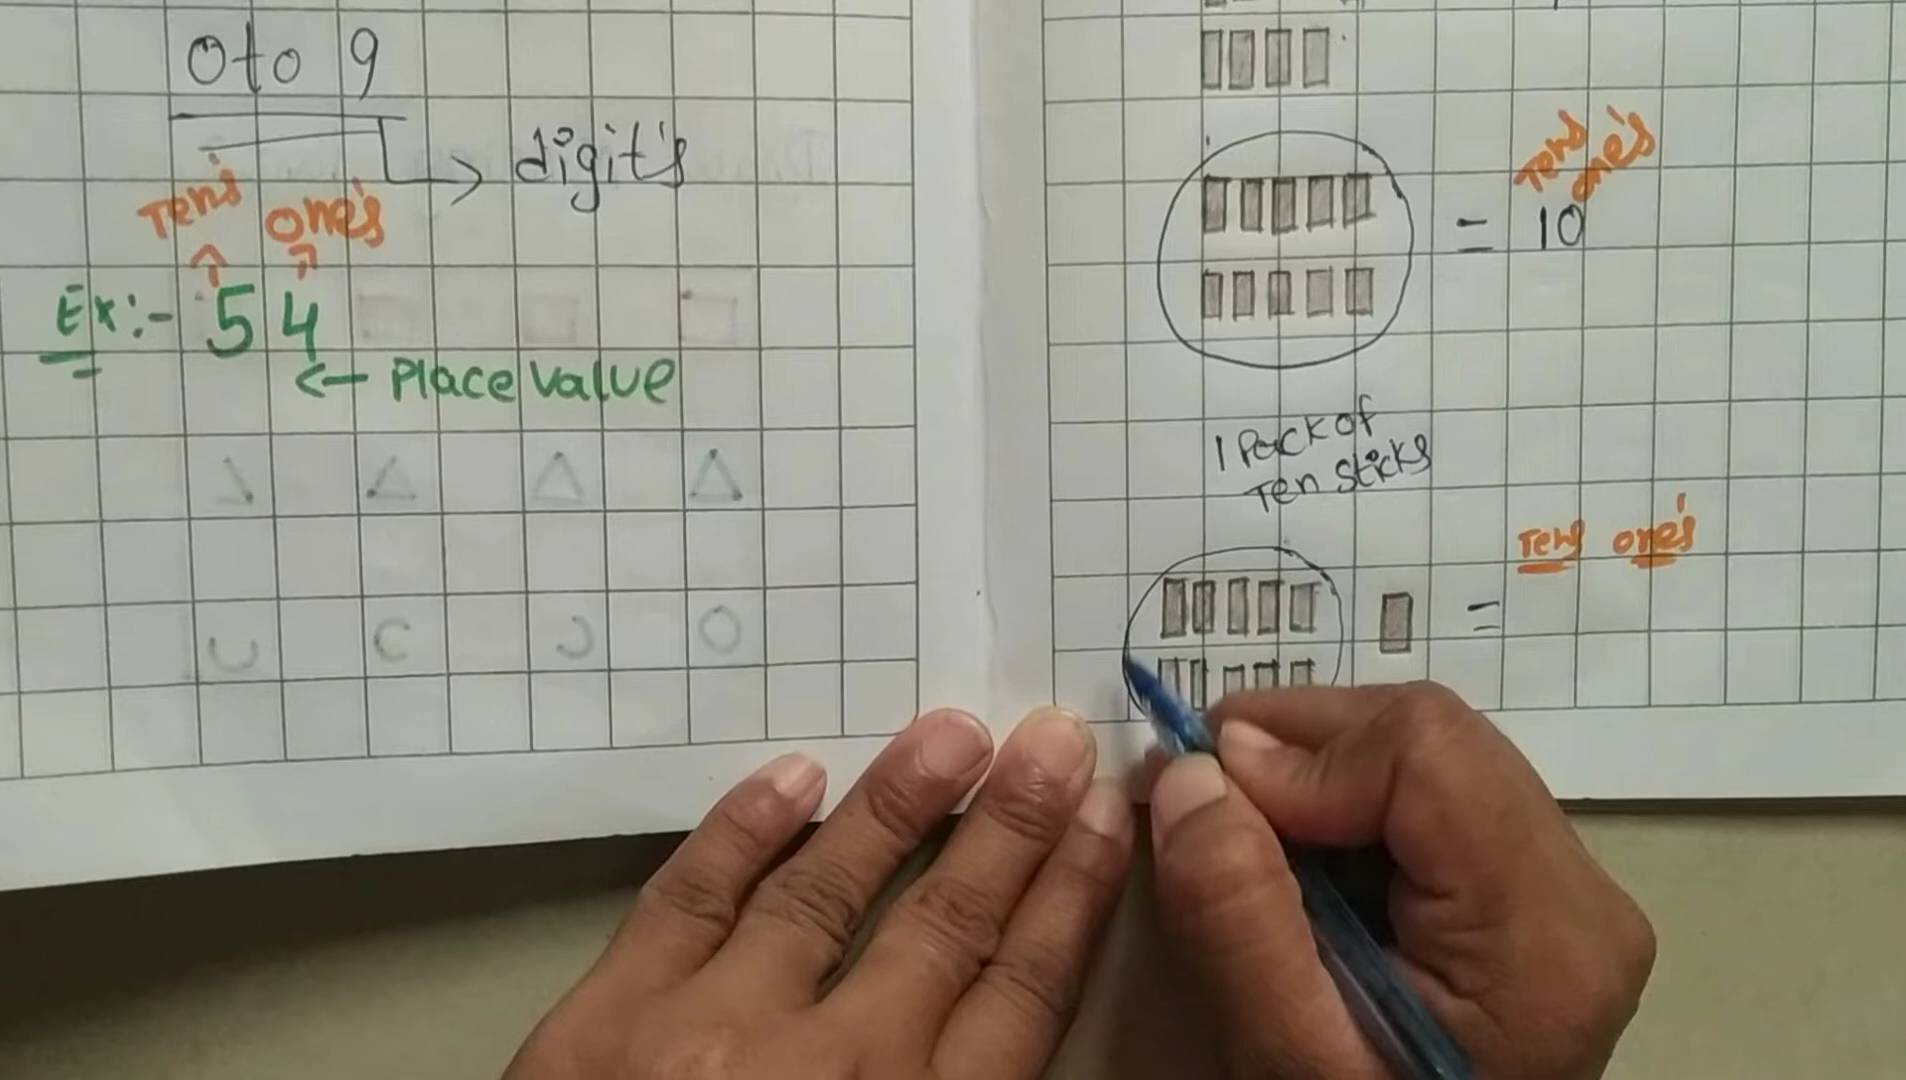 0 to 9
digit's
Ten's one's
Ex:- 54
← Place value
Tens one's
= 10
1 Pack of
Ten sticks
Tens one's
=